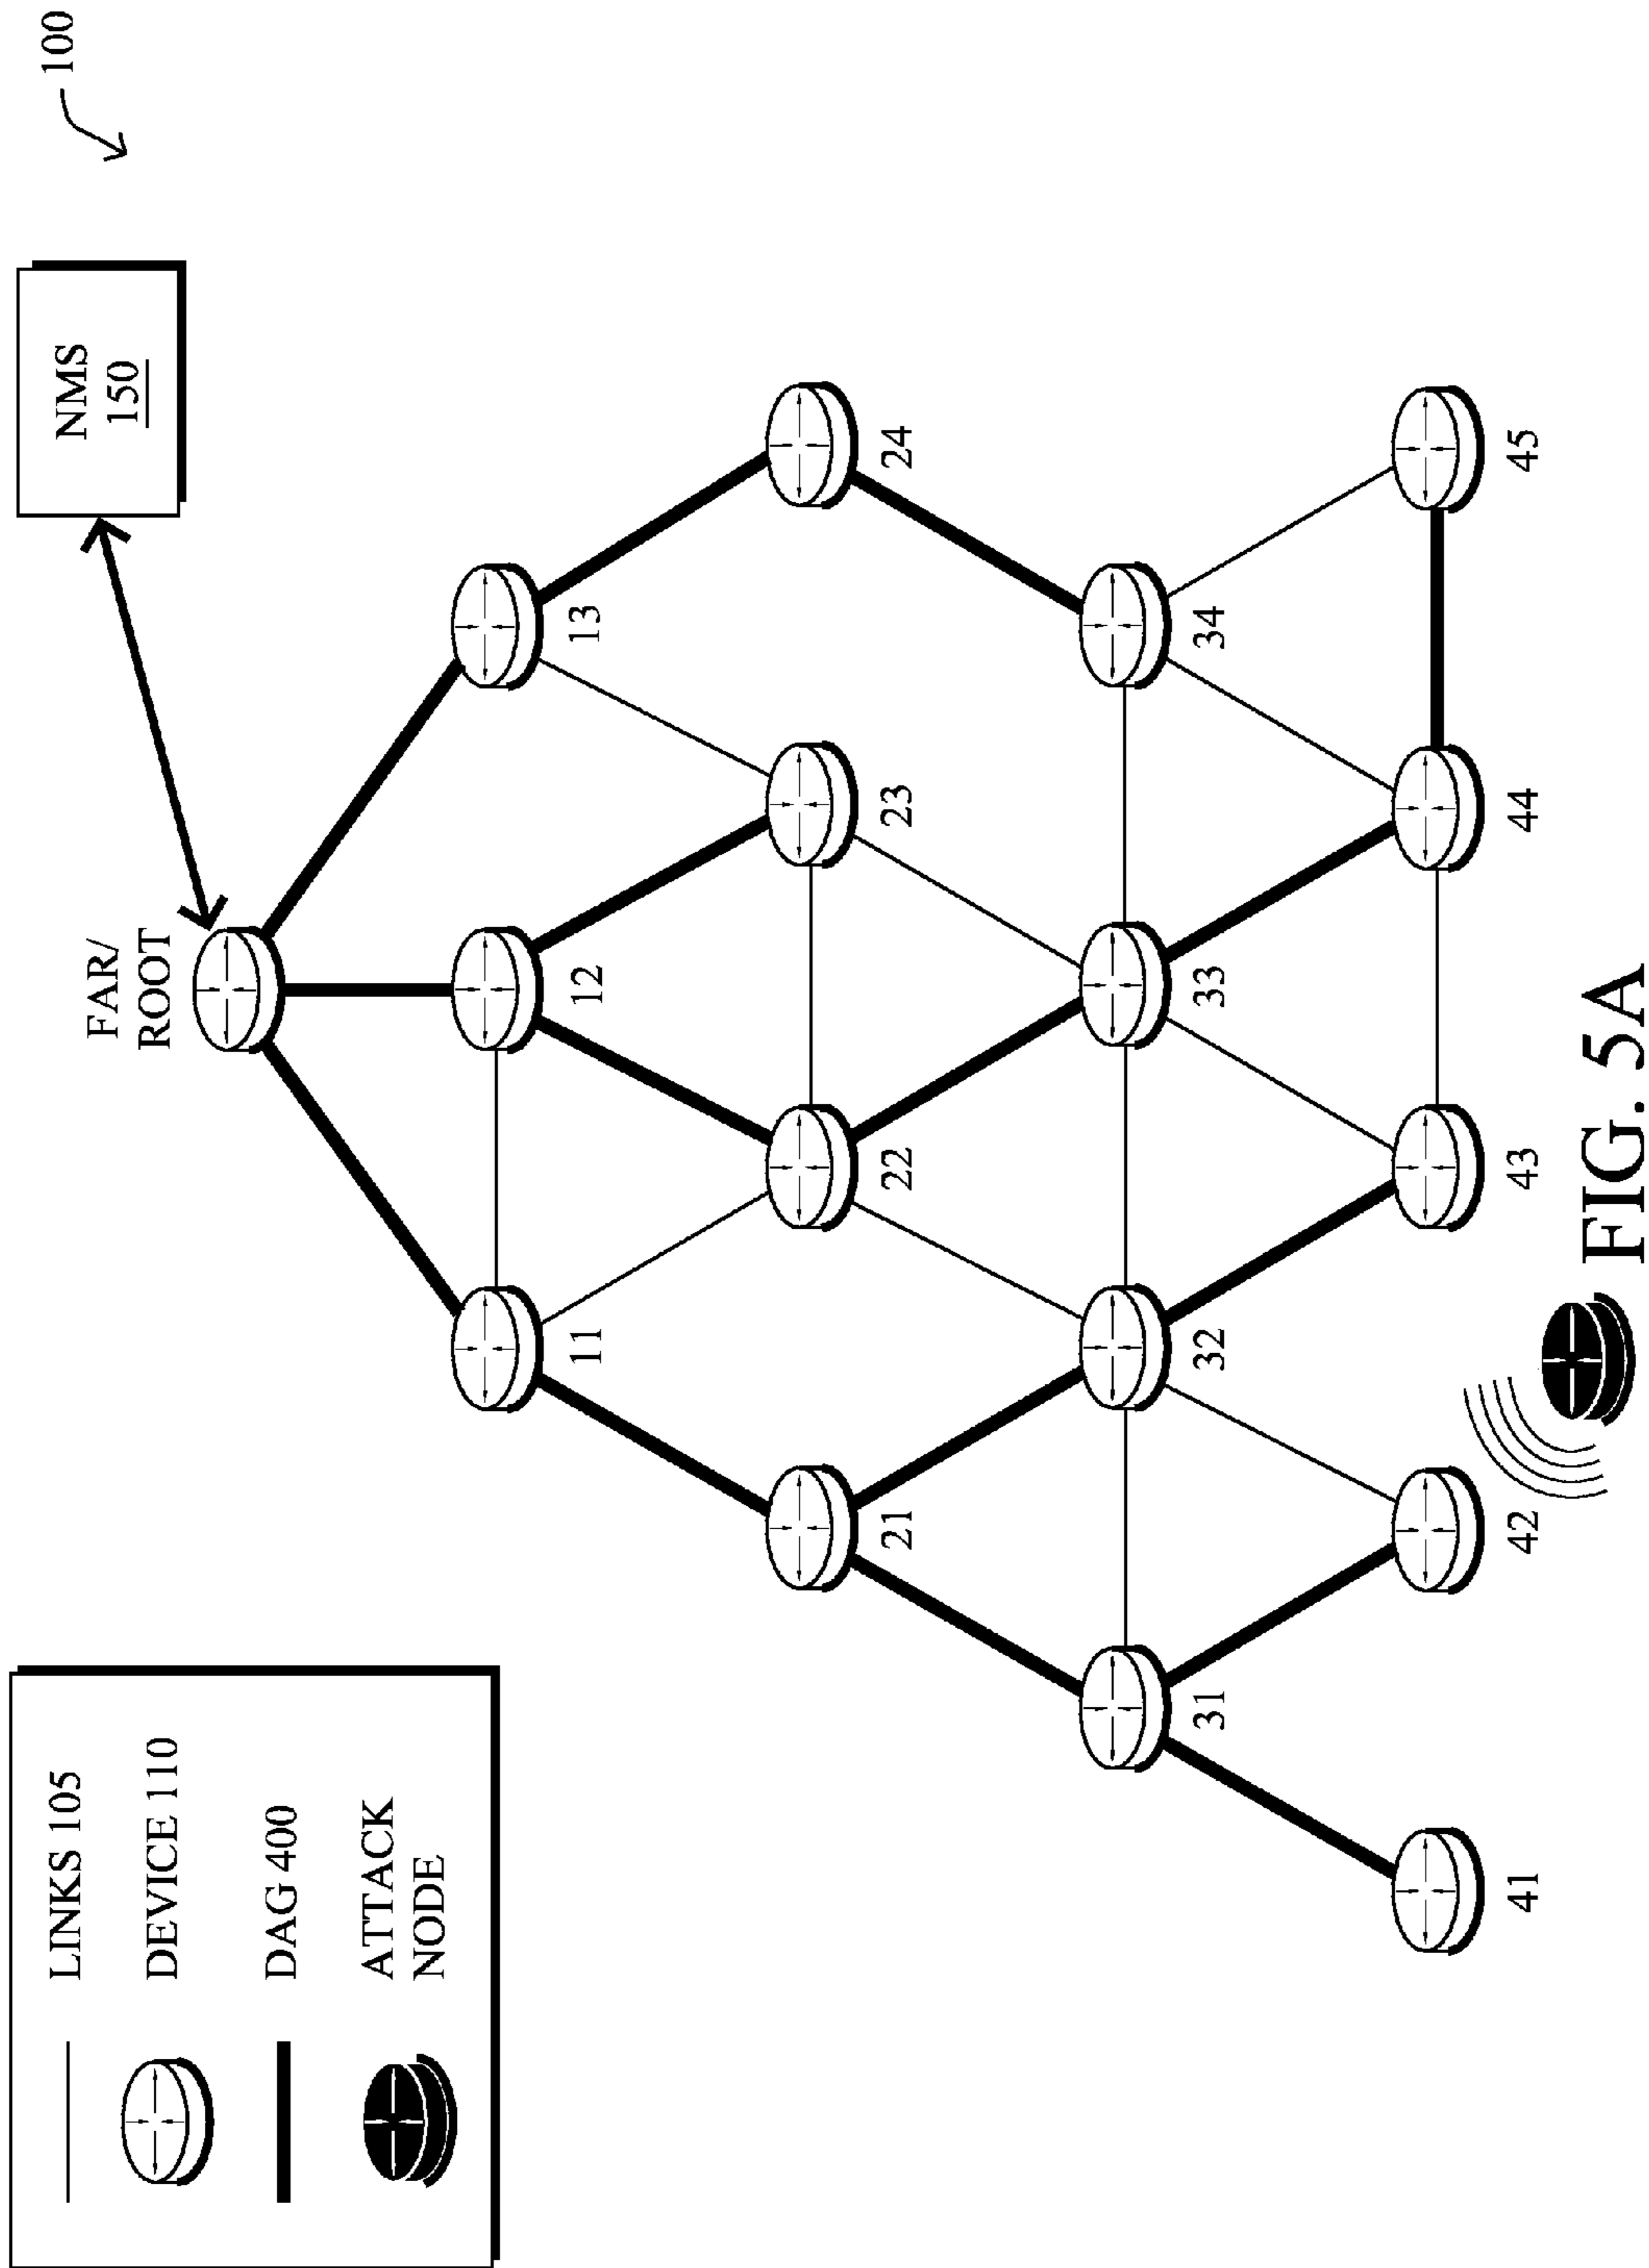 LINKS 105
DEVICE 110
DAG 400
ATTACK
NODE
NMS
150
100
FAR/
ROOT
11
12
13
21
22
23
24
31
32
33
34
41
42
43
44
45
FIG. 5A